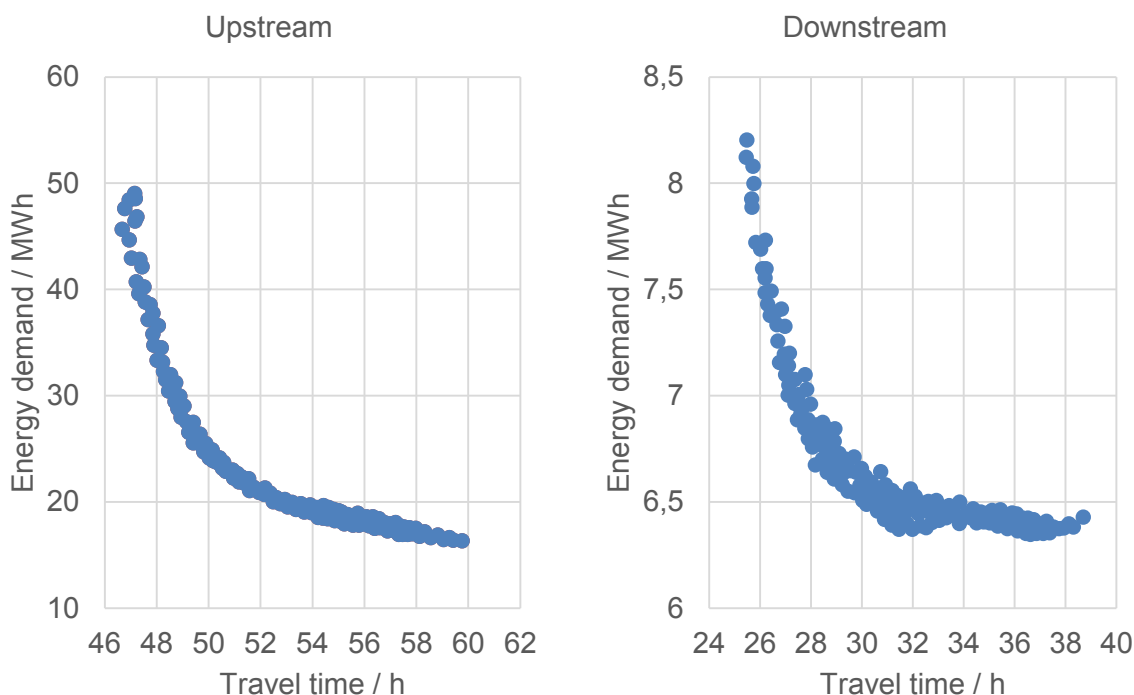 Upstream
Energy demand / MWh
60
50
40
30
20
10
46 48 50 52 54 56 58 60 62
Travel time / h
Downstream
Energy demand / MWh
8,5
8
7,5
7
6,5
6
24 26 28 30 32 34 36 38 40
Travel time / h